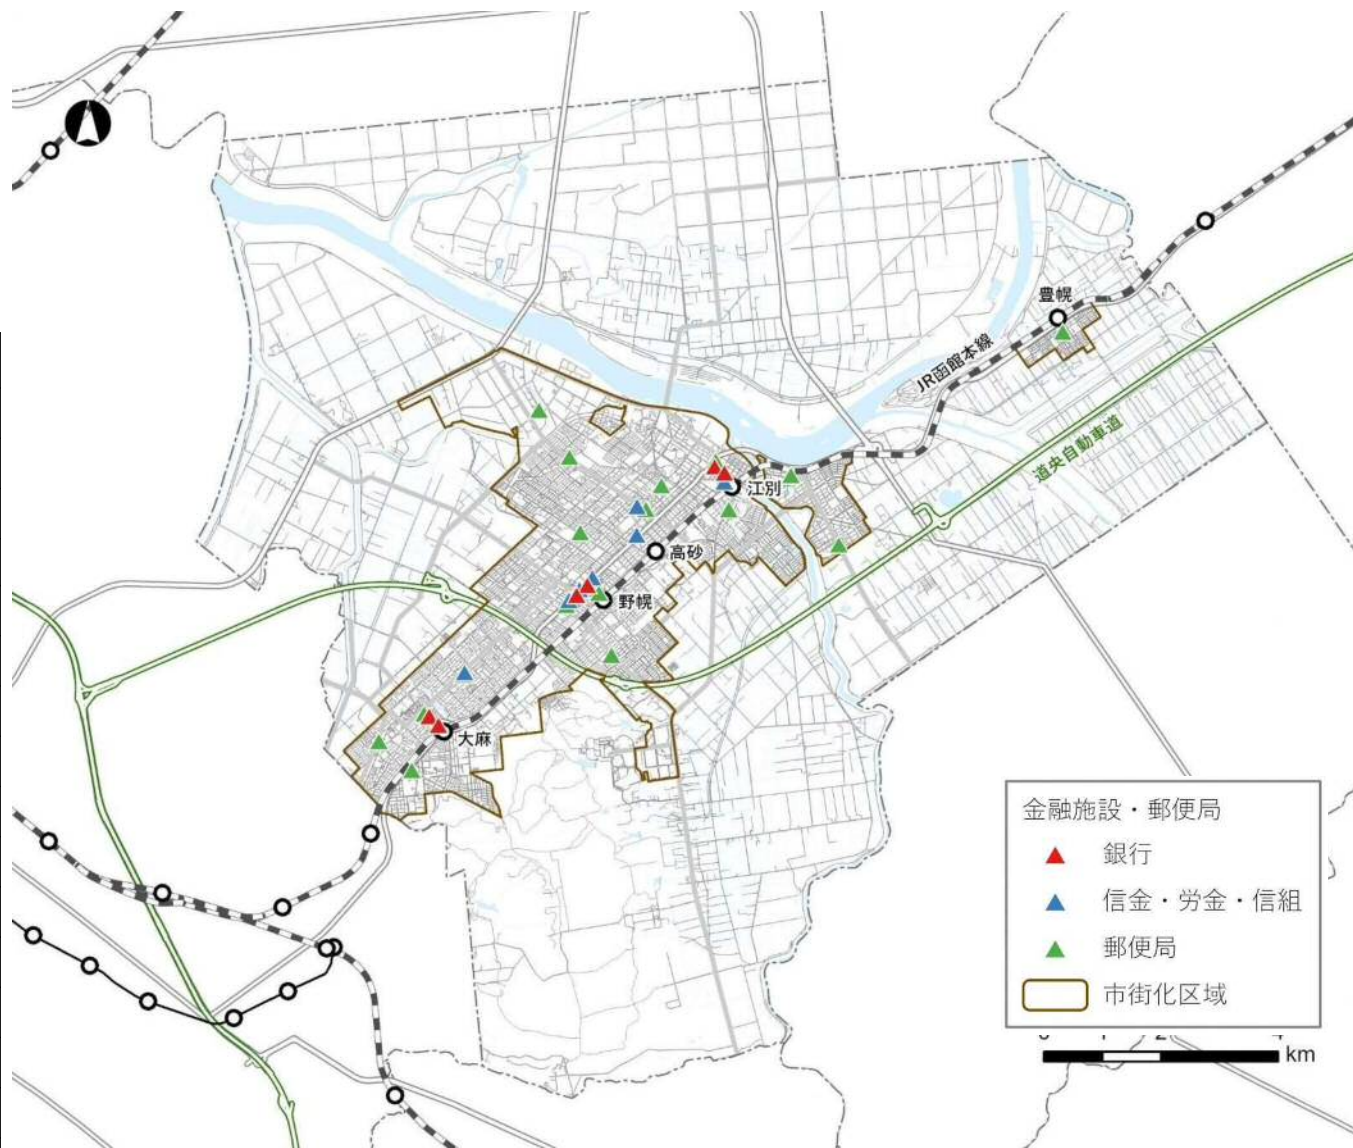 豊幌
JR函館本線
道央自動車道
江別
高砂
野幌
大麻
金融施設・郵便局
銀行
信金・労金・信組
郵便局
市街化区域
km